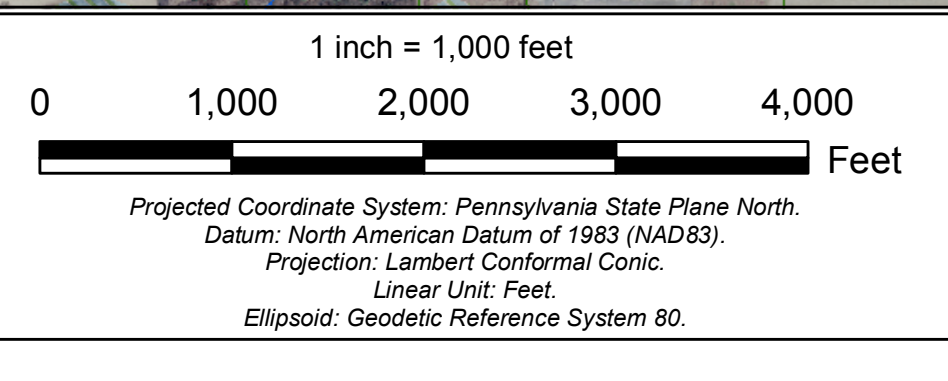 1 inch = 1,000 feet
0 1,000 2,000 3,000 4,000
Feet
Projected Coordinate System: Pennsylvania State Plane North.
Datum: North American Datum of 1983 (NAD83).
Projection: Lambert Conformal Conic.
Linear Unit: Feet.
Ellipsoid: Geodetic Reference System 80.